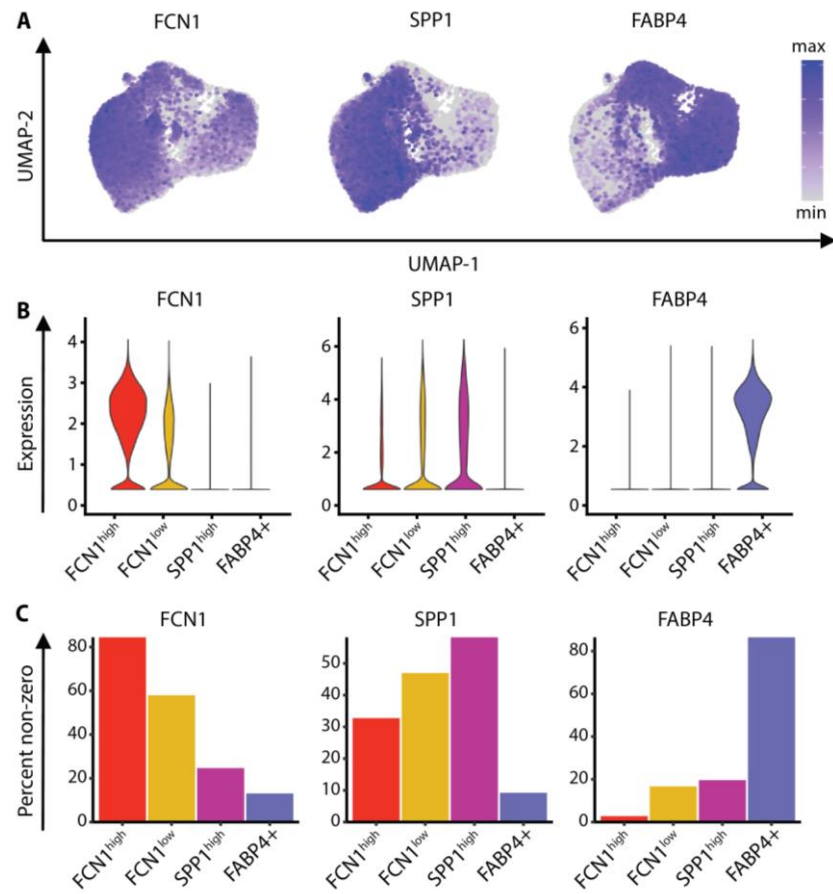 A
FCN1 SPP1 FABP4
UMAP-2
max
min
UMAP-1
B
FCN1 SPP1 FABP4
Expression
4
3
2
1
0
FCN1high FCN1low SPP1high FABP4+
6
4
2
0
FCN1high FCN1low SPP1high FABP4+
6
4
2
0
FCN1high FCN1low SPP1high FABP4+
C
FCN1 SPP1 FABP4
Percent non-zero
80
60
40
20
0
FCN1high FCN1low SPP1high FABP4+
50
40
30
20
10
0
FCN1high FCN1low SPP1high FABP4+
80
60
40
20
0
FCN1high FCN1low SPP1high FABP4+